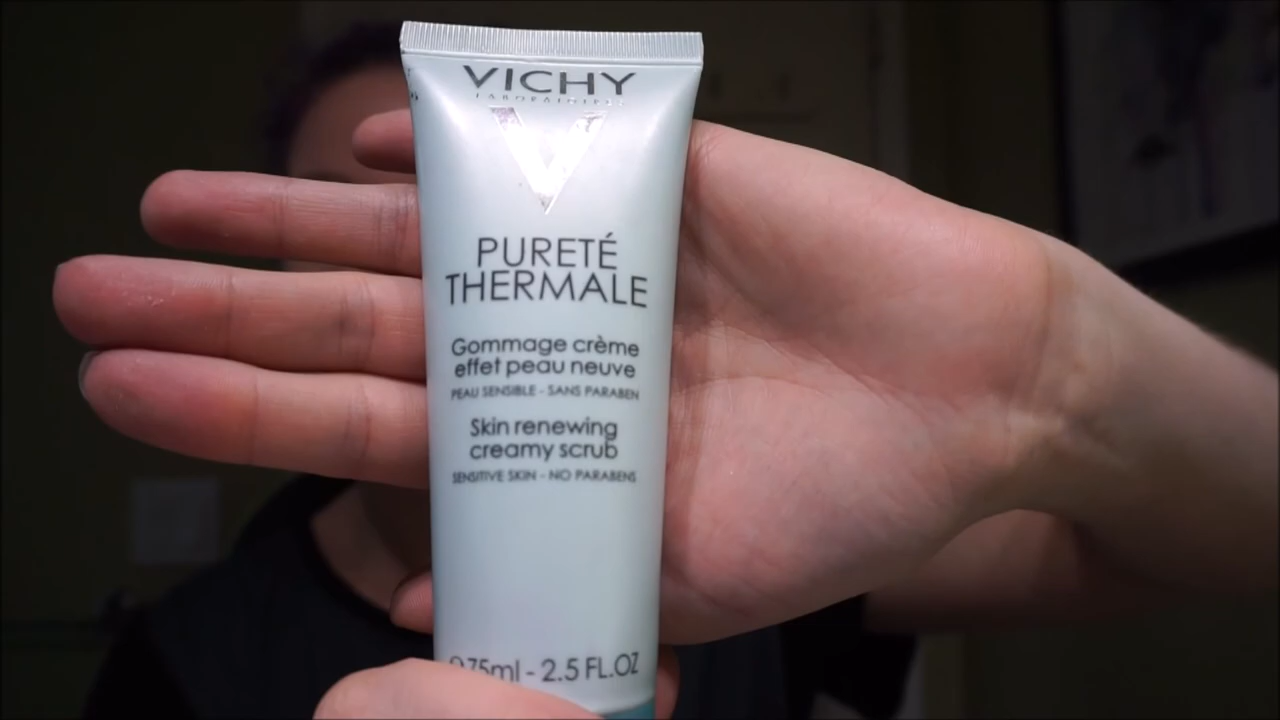 VICHY
LABORATOIRES
V
PURETÉ
THERMALE
Gommage crème
effet peau neuve
PEAU SENSIBLE - SANS PARABEN
Skin renewing
creamy scrub
SENSITIVE SKIN - NO PARABENS
75ml - 2.5 FL.OZ